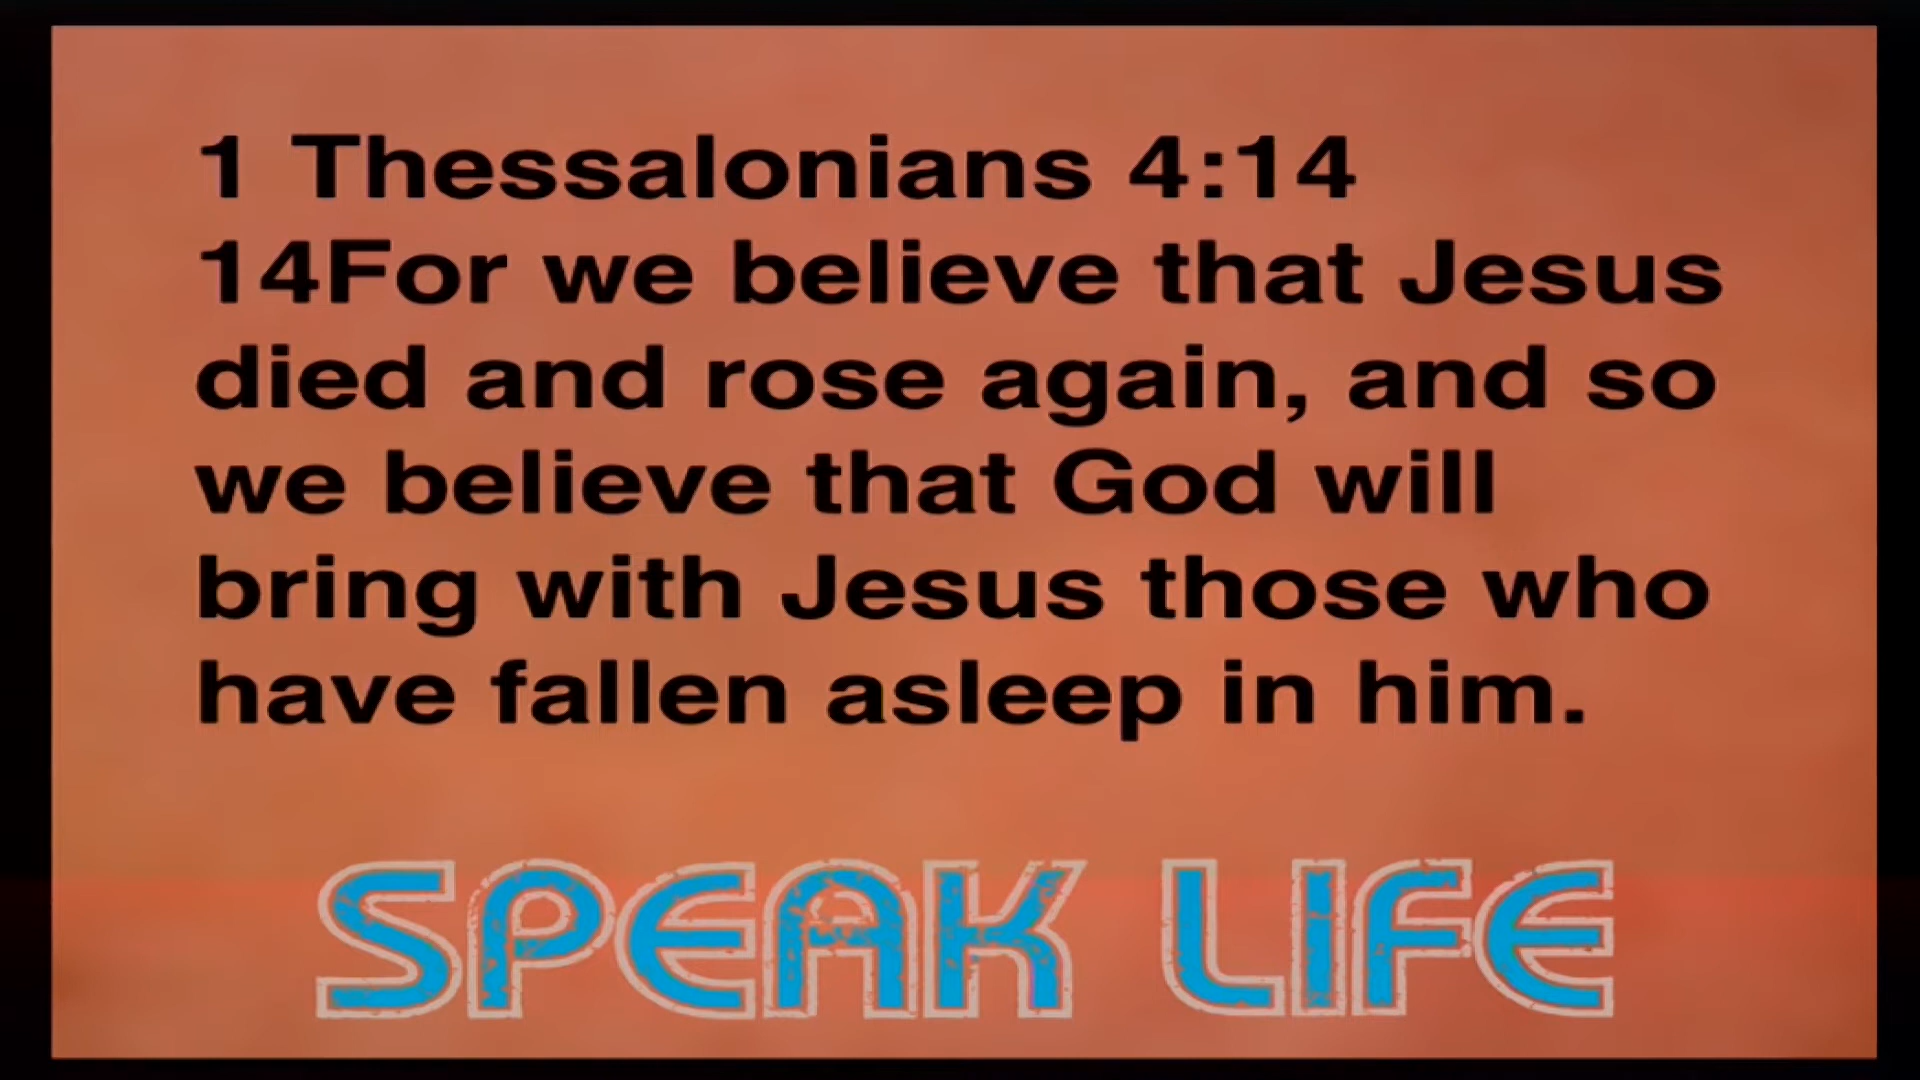 1 Thessalonians 4:14
14For we believe that Jesus
died and rose again, and so
we believe that God will
bring with Jesus those who
have fallen asleep in him.
SPEAK LIFE